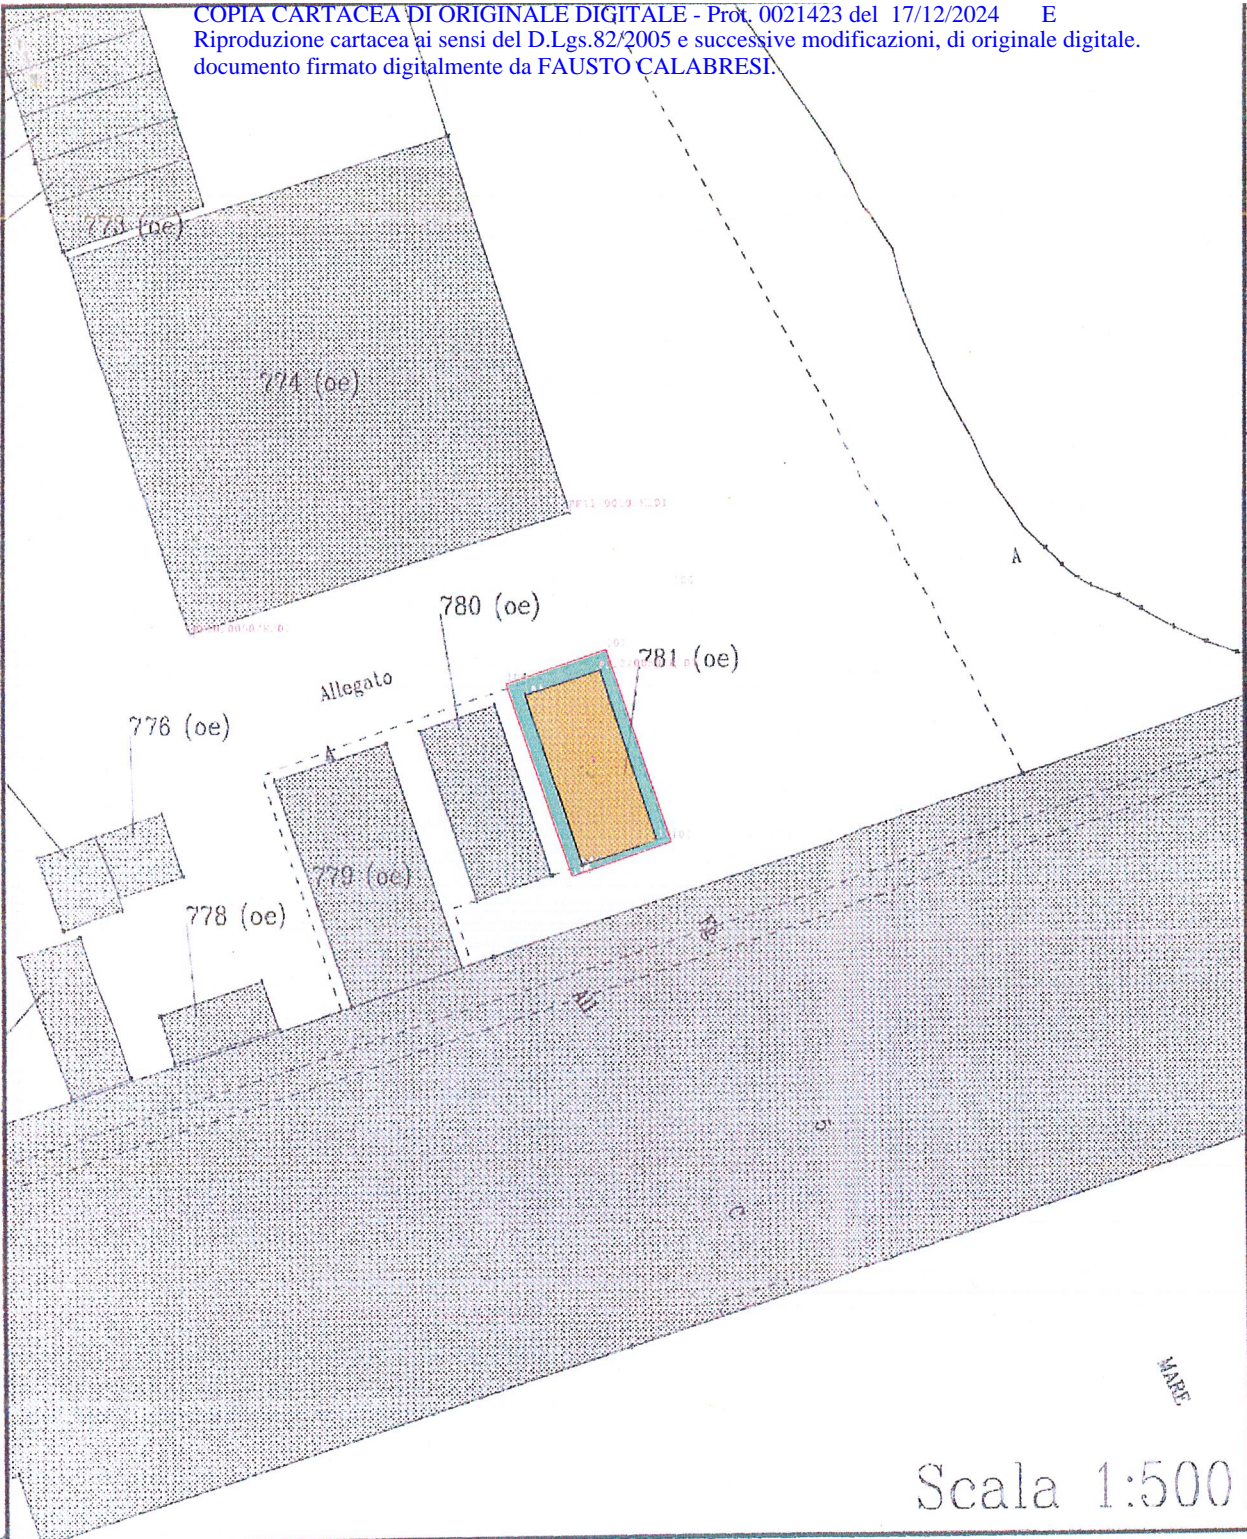 COPIA CARTACEA DI ORIGINALE DIGITALE - Prot. 0021423 del 17/12/2024 E
Riproduzione cartacea ai sensi del D.Lgs.82/2005 e successive modificazioni, di originale digitale.
documento firmato digitalmente da FAUSTO CALABRESI.
773 (oe)
774 (oe)
A
780 (oe)
781 (oe)
Allegato
776 (oe)
A
779 (oe)
778 (oe)
5
C
MARE
Scala 1:500